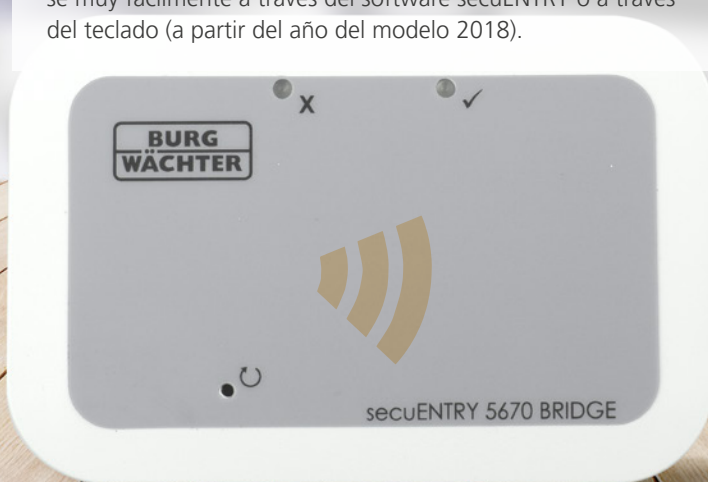 se muy fácilmente a través del software secuENTRY o a través
del teclado (a partir del año del modelo 2018).
X ✓
BURG
WÄCHTER
secuENTRY 5670 BRIDGE